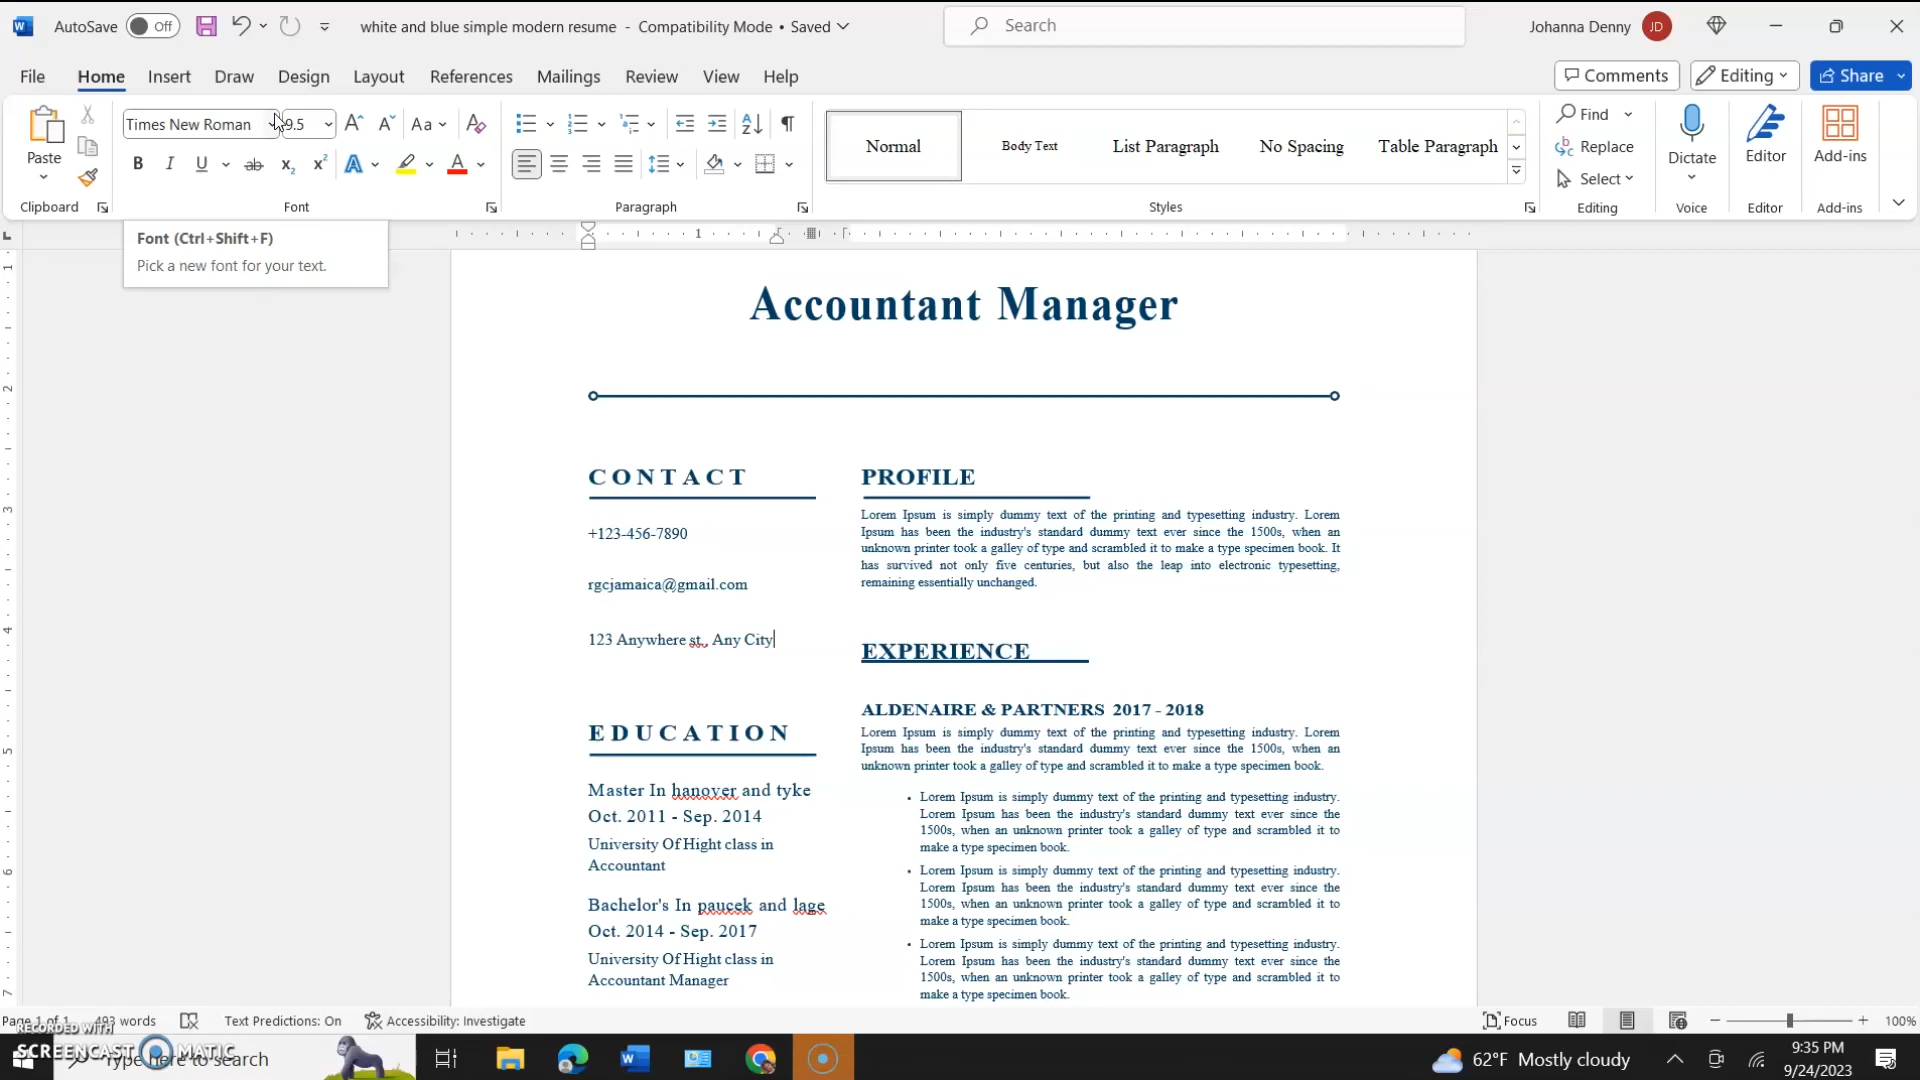 AutoSave Off white and blue simple modern resume - Compatibility Mode • Saved Search Johanna Denny JD
File Home Insert Draw Design Layout References Mailings Review View Help Comments Editing Share
Times New Roman 9.5 Aa
Paste
Clipboard Font Paragraph
Normal Body Text List Paragraph No Spacing Table Paragraph
Styles
Find
Replace
Select
Editing
Dictate
Voice
Editor
Editor
Add-ins
Add-ins
Font (Ctrl+Shift+F)
Pick a new font for your text.
Accountant Manager
CONTACT
+123-456-7890
rgcjamaica@gmail.com
123 Anywhere st., Any City
EDUCATION
Master In hanover and tyke
Oct. 2011 - Sep. 2014
University Of Hight class in
Accountant
Bachelor's In paucek and lage
Oct. 2014 - Sep. 2017
University Of Hight class in
Accountant Manager
PROFILE
Lorem Ipsum is simply dummy text of the printing and typesetting industry. Lorem
Ipsum has been the industry's standard dummy text ever since the 1500s, when an
unknown printer took a galley of type and scrambled it to make a type specimen book. It
has survived not only five centuries, but also the leap into electronic typesetting,
remaining essentially unchanged.
EXPERIENCE
ALDENAIRE & PARTNERS 2017 - 2018
Lorem Ipsum is simply dummy text of the printing and typesetting industry. Lorem
Ipsum has been the industry's standard dummy text ever since the 1500s, when an
unknown printer took a galley of type and scrambled it to make a type specimen book.
• Lorem Ipsum is simply dummy text of the printing and typesetting industry.
Lorem Ipsum has been the industry's standard dummy text ever since the
1500s, when an unknown printer took a galley of type and scrambled it to
make a type specimen book.
• Lorem Ipsum is simply dummy text of the printing and typesetting industry.
Lorem Ipsum has been the industry's standard dummy text ever since the
1500s, when an unknown printer took a galley of type and scrambled it to
make a type specimen book.
• Lorem Ipsum is simply dummy text of the printing and typesetting industry.
Lorem Ipsum has been the industry's standard dummy text ever since the
1500s, when an unknown printer took a galley of type and scrambled it to
make a type specimen book.
Page 1 of 1 493 words Text Predictions: On Accessibility: Investigate Focus 100%
RECORDED WITH
SCREENCAST MATIC
Type here to search
62°F Mostly cloudy
9:35 PM
9/24/2023